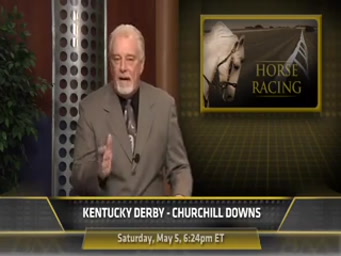 HORSE
RACING
KENTUCKY DERBY - CHURCHILL DOWNS
Saturday, May 5, 6:24pm ET